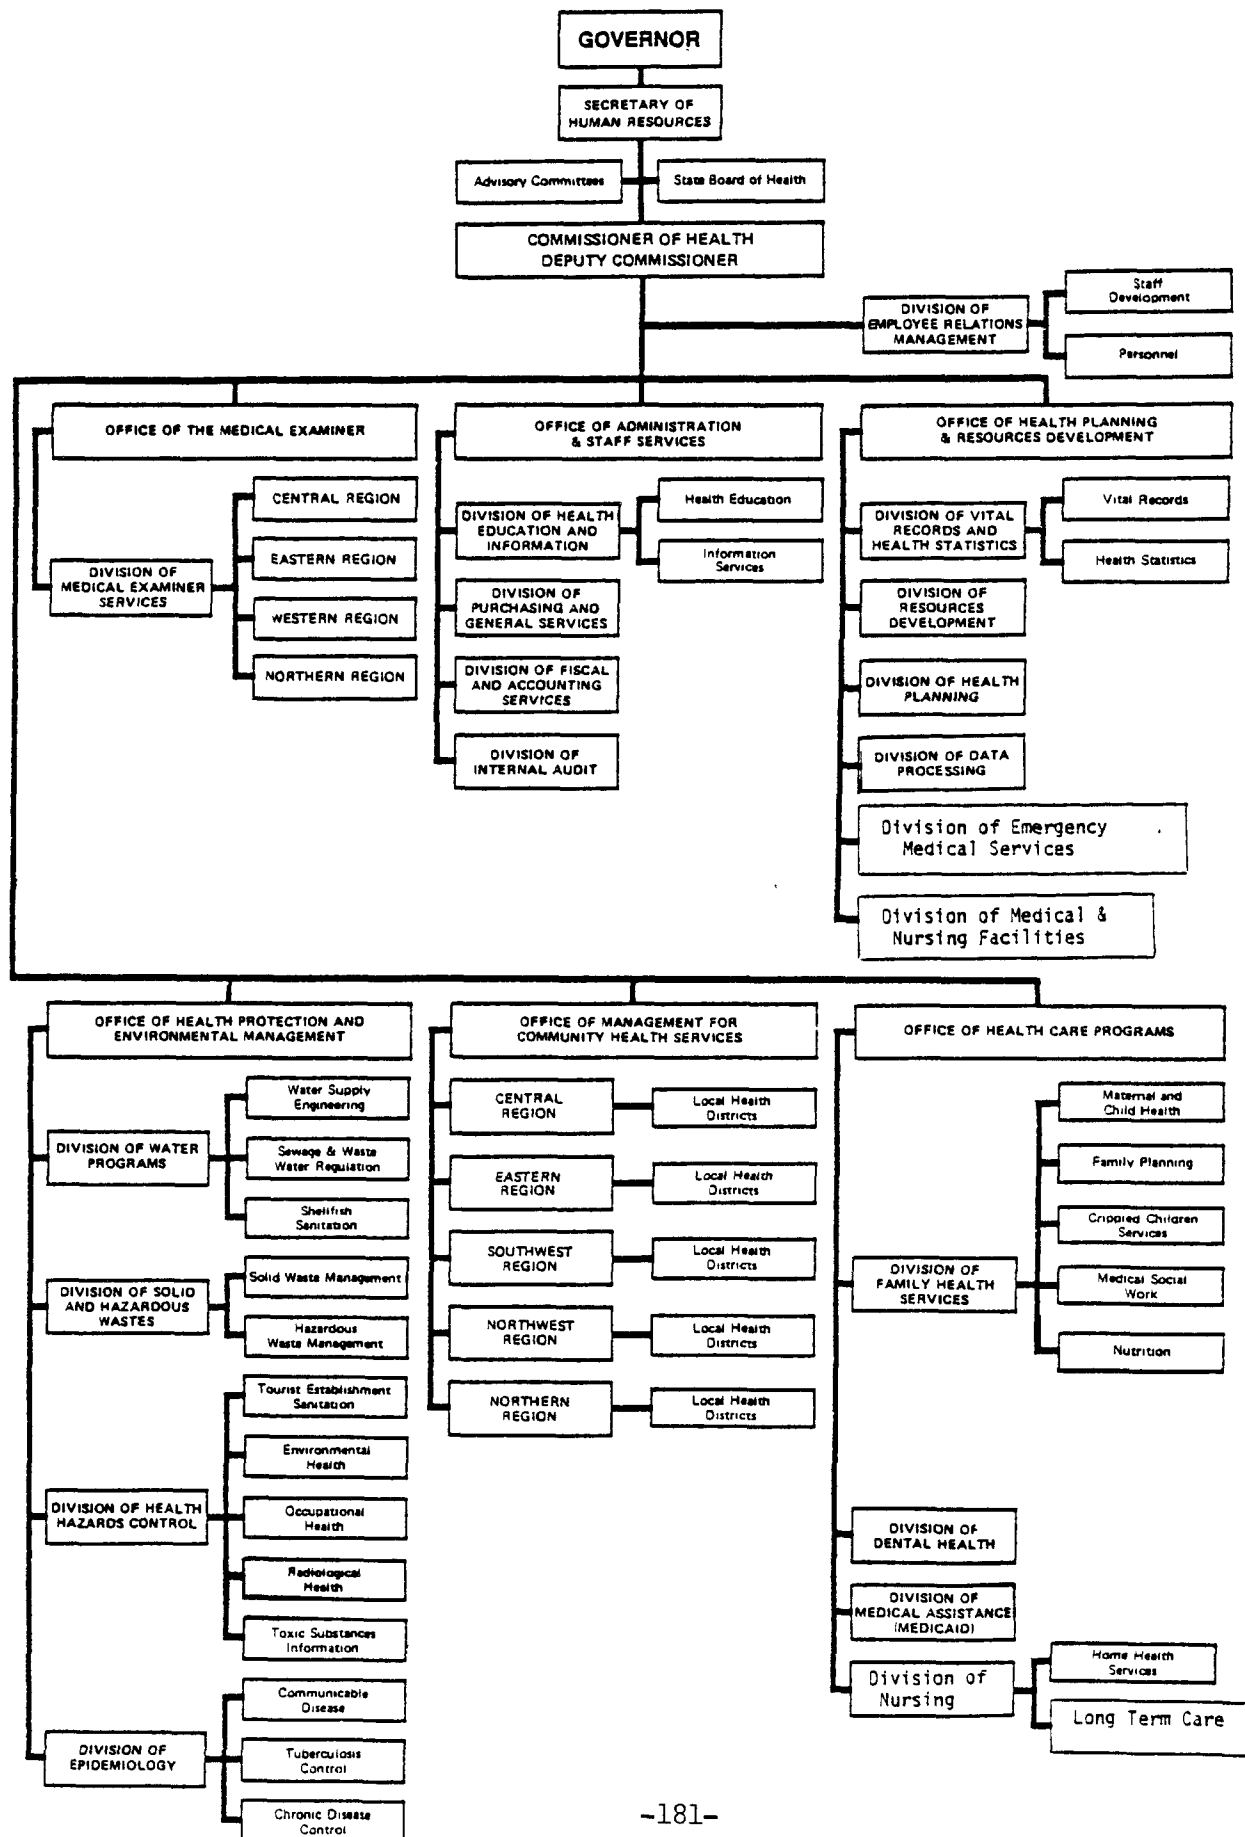 GOVERNOR
SECRETARY OF
HUMAN RESOURCES
Advisory Committees
State Board of Health
COMMISSIONER OF HEALTH
DEPUTY COMMISSIONER
DIVISION OF
EMPLOYEE RELATIONS
MANAGEMENT
Staff
Development
Personnel
OFFICE OF THE MEDICAL EXAMINER
DIVISION OF
MEDICAL EXAMINER
SERVICES
CENTRAL REGION
EASTERN REGION
WESTERN REGION
NORTHERN REGION
OFFICE OF ADMINISTRATION
& STAFF SERVICES
DIVISION OF HEALTH
EDUCATION AND
INFORMATION
Health Education
Information
Services
DIVISION OF
PURCHASING AND
GENERAL SERVICES
DIVISION OF FISCAL
AND ACCOUNTING
SERVICES
DIVISION OF
INTERNAL AUDIT
OFFICE OF HEALTH PLANNING
& RESOURCES DEVELOPMENT
DIVISION OF VITAL
RECORDS AND
HEALTH STATISTICS
Vital Records
Health Statistics
DIVISION OF
RESOURCES
DEVELOPMENT
DIVISION OF HEALTH
PLANNING
DIVISION OF DATA
PROCESSING
Division of Emergency
Medical Services
Division of Medical &
Nursing Facilities
OFFICE OF HEALTH PROTECTION AND
ENVIRONMENTAL MANAGEMENT
DIVISION OF WATER
PROGRAMS
Water Supply
Engineering
Sewage & Waste
Water Regulation
Shellfish
Sanitation
DIVISION OF SOLID
AND HAZARDOUS
WASTES
Solid Waste Management
Hazardous
Waste Management
DIVISION OF HEALTH
HAZARDS CONTROL
Tourist Establishment
Sanitation
Environmental
Health
Occupational
Health
Radiological
Health
Toxic Substances
Information
DIVISION OF
EPIDEMIOLOGY
Communicable
Disease
Tuberculosis
Control
Chronic Disease
Control
OFFICE OF MANAGEMENT FOR
COMMUNITY HEALTH SERVICES
CENTRAL
REGION
Local Health
Districts
EASTERN
REGION
Local Health
Districts
SOUTHWEST
REGION
Local Health
Districts
NORTHWEST
REGION
Local Health
Districts
NORTHERN
REGION
Local Health
Districts
OFFICE OF HEALTH CARE PROGRAMS
DIVISION OF
FAMILY HEALTH
SERVICES
Maternal and
Child Health
Family Planning
Crippled Children
Services
Medical Social
Work
Nutrition
DIVISION OF
DENTAL HEALTH
DIVISION OF
MEDICAL ASSISTANCE
(MEDICAID)
Division of
Nursing
Home Health
Services
Long Term Care
-181-